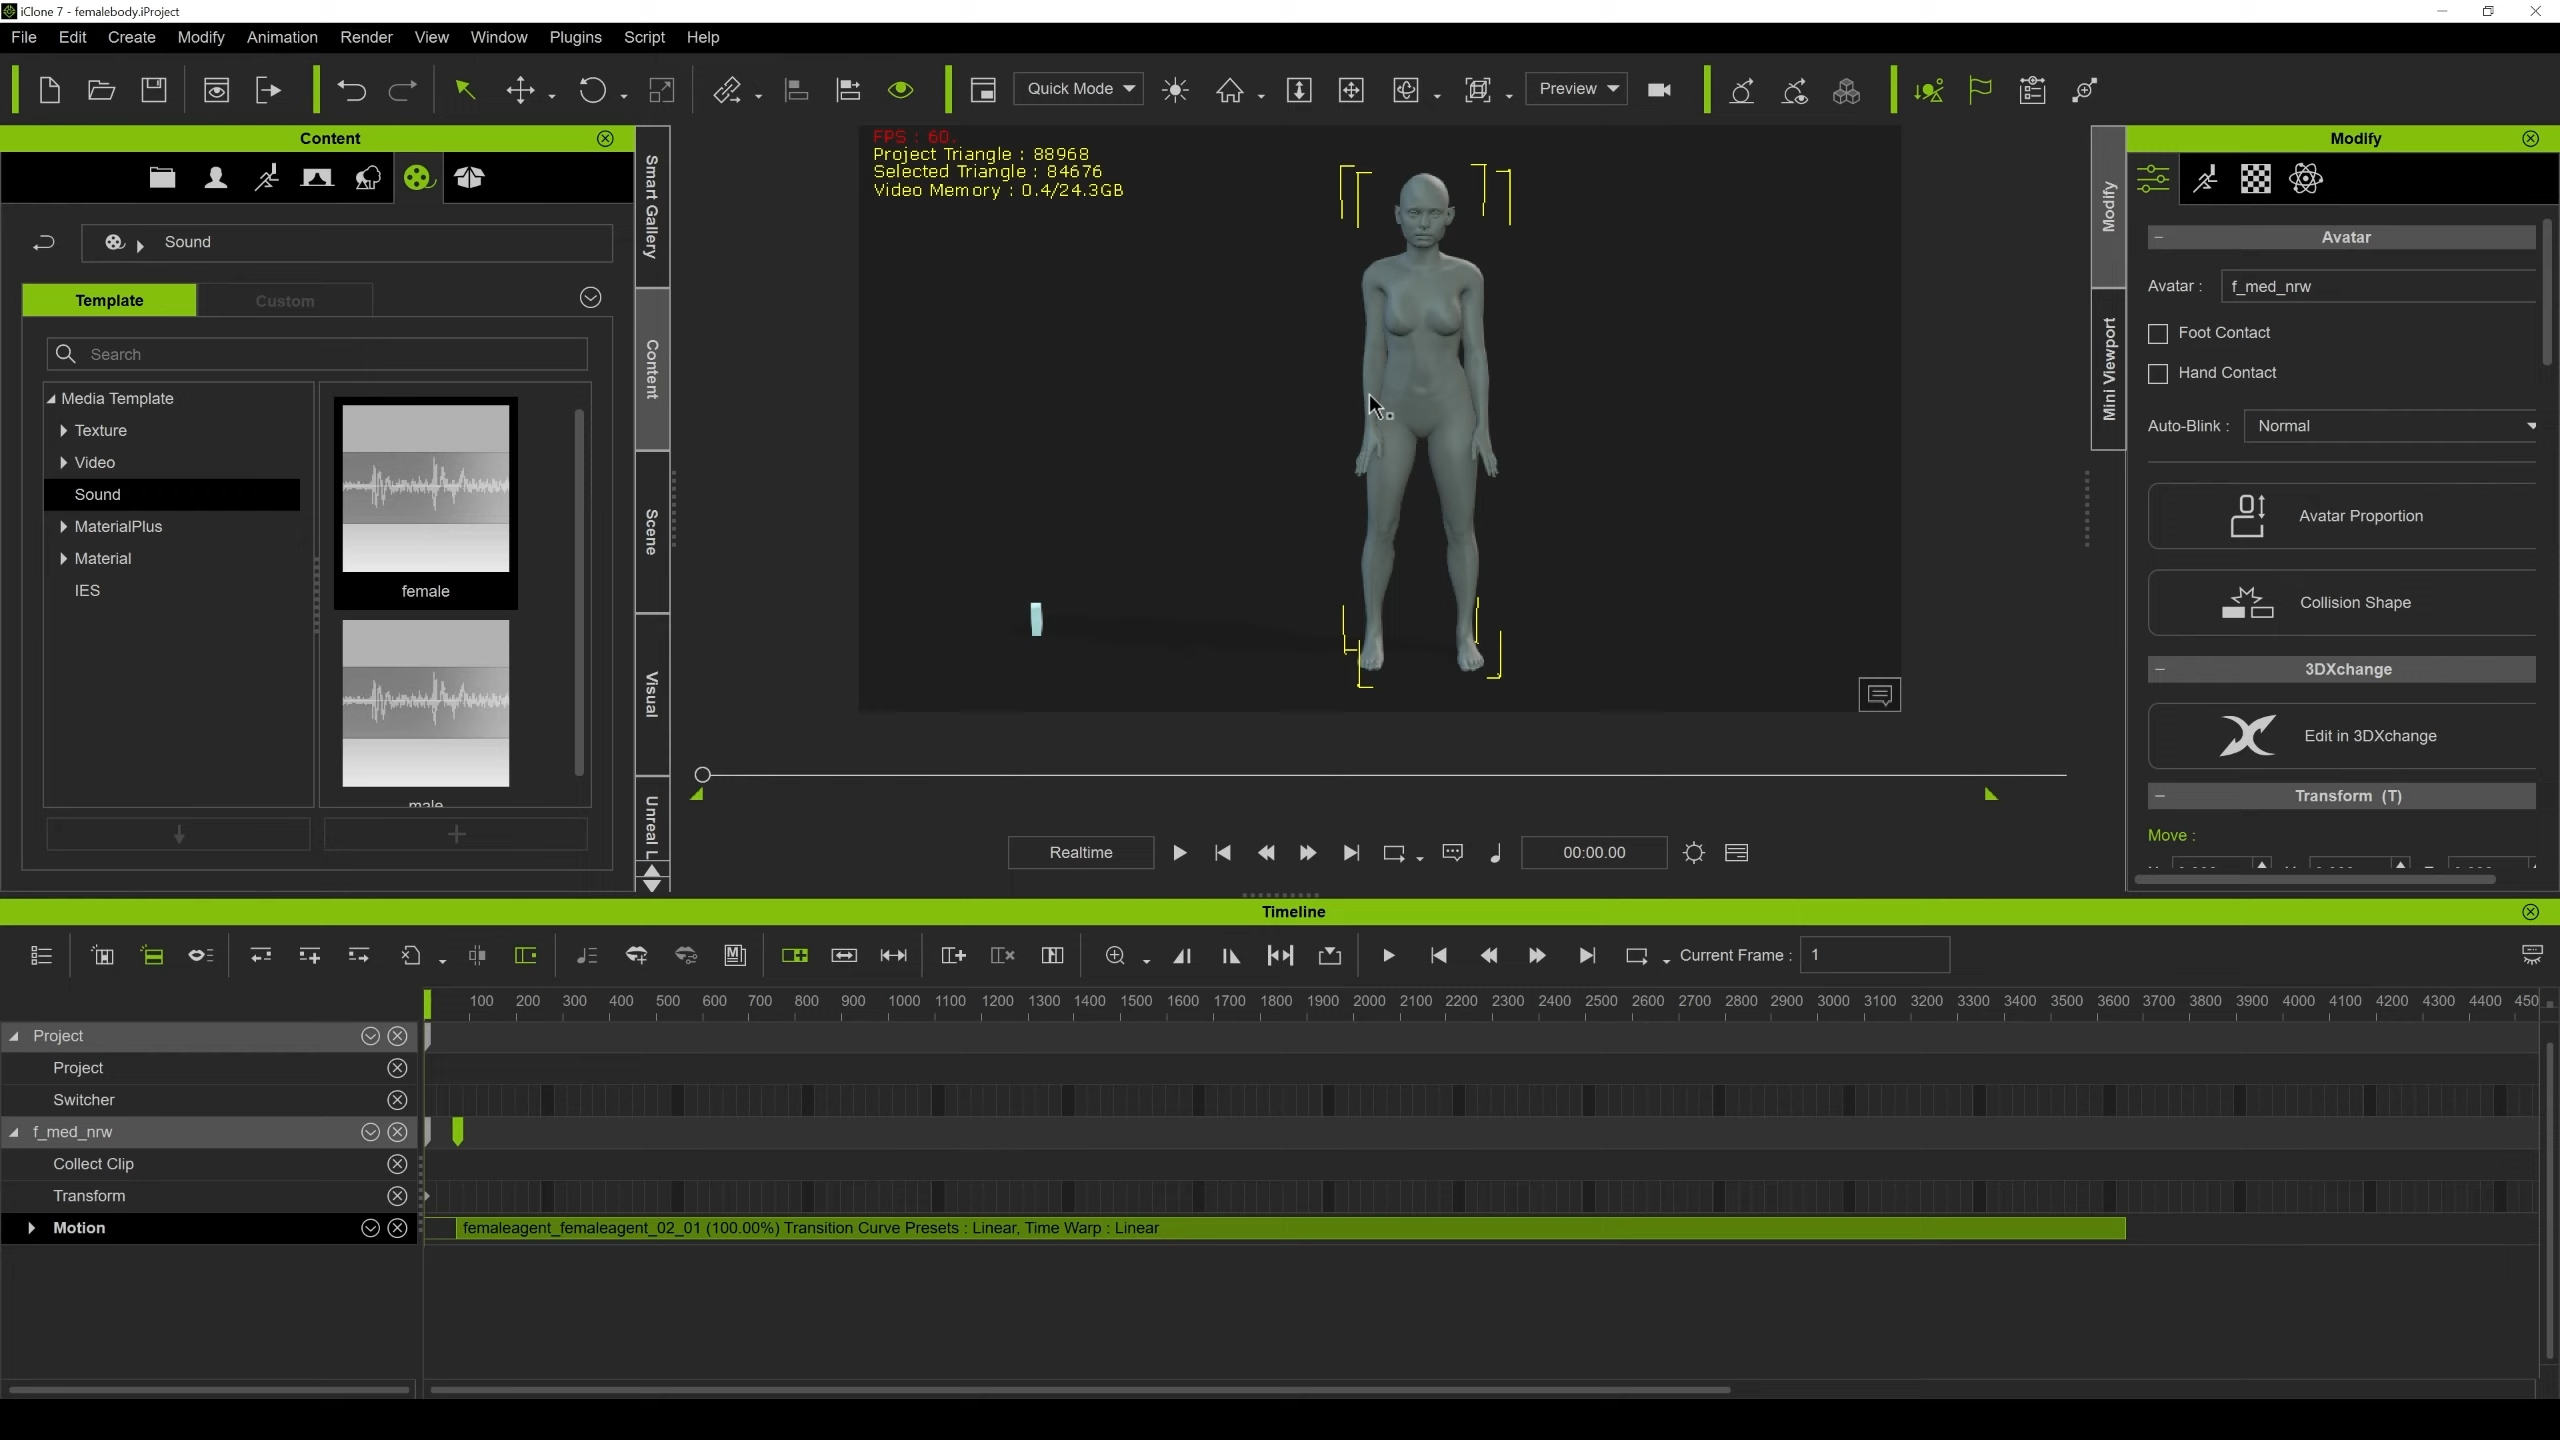 iClone 7 - femalebody.iProject
File Edit Create Modify Animation Render View Window Plugins Script Help
Quick Mode
Preview
Content
Sound
Template
Custom
Search
Media Template
Texture
Video
Sound
MaterialPlus
Material
IES
female
male
Smart Gallery
Content
Scene
Visual
Unreal L
FPS : 60.
Project Triangle : 88968
Selected Triangle : 84676
Video Memory : 0.4/24.3GB
Realtime
00:00.00
Modify
Mini Viewport
Modify
Avatar
Avatar : f_med_nrw
Foot Contact
Hand Contact
Auto-Blink : Normal
Avatar Proportion
Collision Shape
3DXchange
Edit in 3DXchange
Transform (T)
Move :
Timeline
Current Frame : 1
100 200 300 400 500 600 700 800 900 1000 1100 1200 1300 1400 1500 1600 1700 1800 1900 2000 2100 2200 2300 2400 2500 2600 2700 2800 2900 3000 3100 3200 3300 3400 3500 3600 3700 3800 3900 4000 4100 4200 4300 4400 450
Project
Project
Switcher
f_med_nrw
Collect Clip
Transform
Motion
femaleagent_femaleagent_02_01 (100.00%) Transition Curve Presets : Linear, Time Warp : Linear